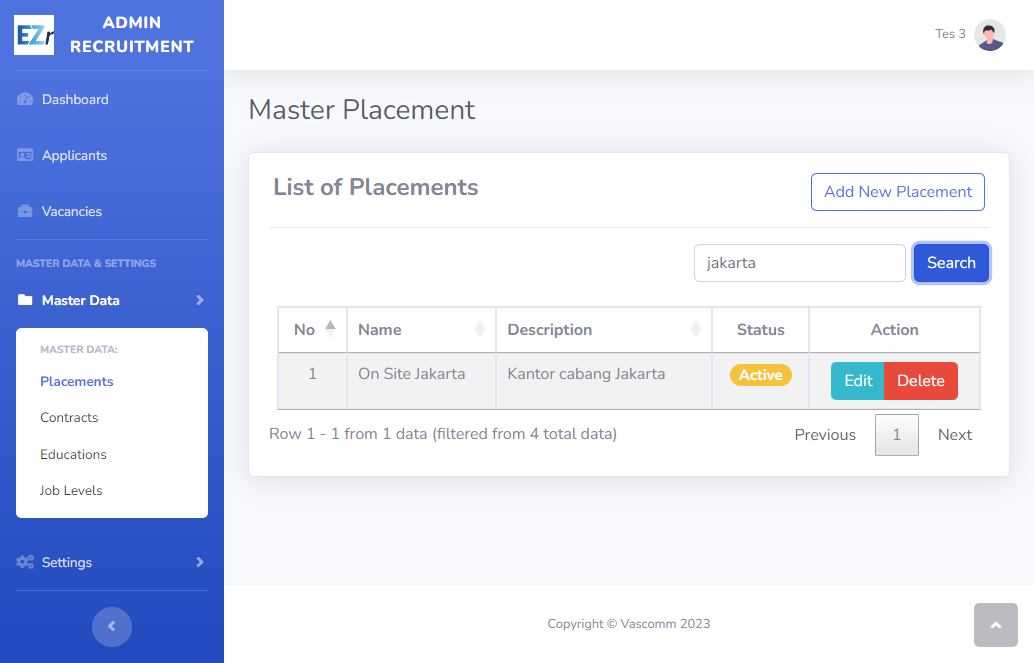 EZr
ADMIN
RECRUITMENT
Dashboard
Applicants
Vacancies
MASTER DATA & SETTINGS
Master Data
MASTER DATA:
Placements
Contracts
Educations
Job Levels
Settings
Tes 3
Master Placement
List of Placements
Add New Placement
jakarta
Search
No Name Description Status Action
1 On Site Jakarta Kantor cabang Jakarta Active Edit Delete
Row 1 - 1 from 1 data (filtered from 4 total data)
Previous 1 Next
Copyright © Vascomm 2023